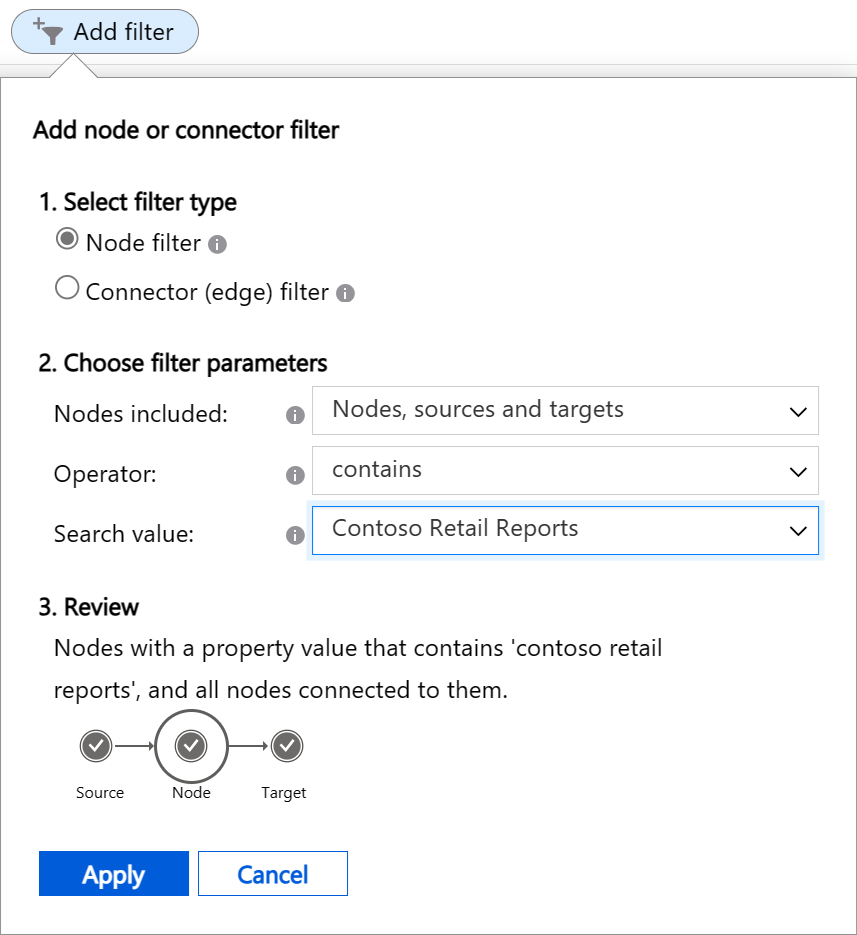 Add filter
Add node or connector filter
1. Select filter type
Node filter
Connector (edge) filter
2. Choose filter parameters
Nodes included:
Nodes, sources and targets
Operator:
contains
Search value:
Contoso Retail Reports
3. Review
Nodes with a property value that contains 'contoso retail
reports', and all nodes connected to them.
Source Node Target
Apply Cancel